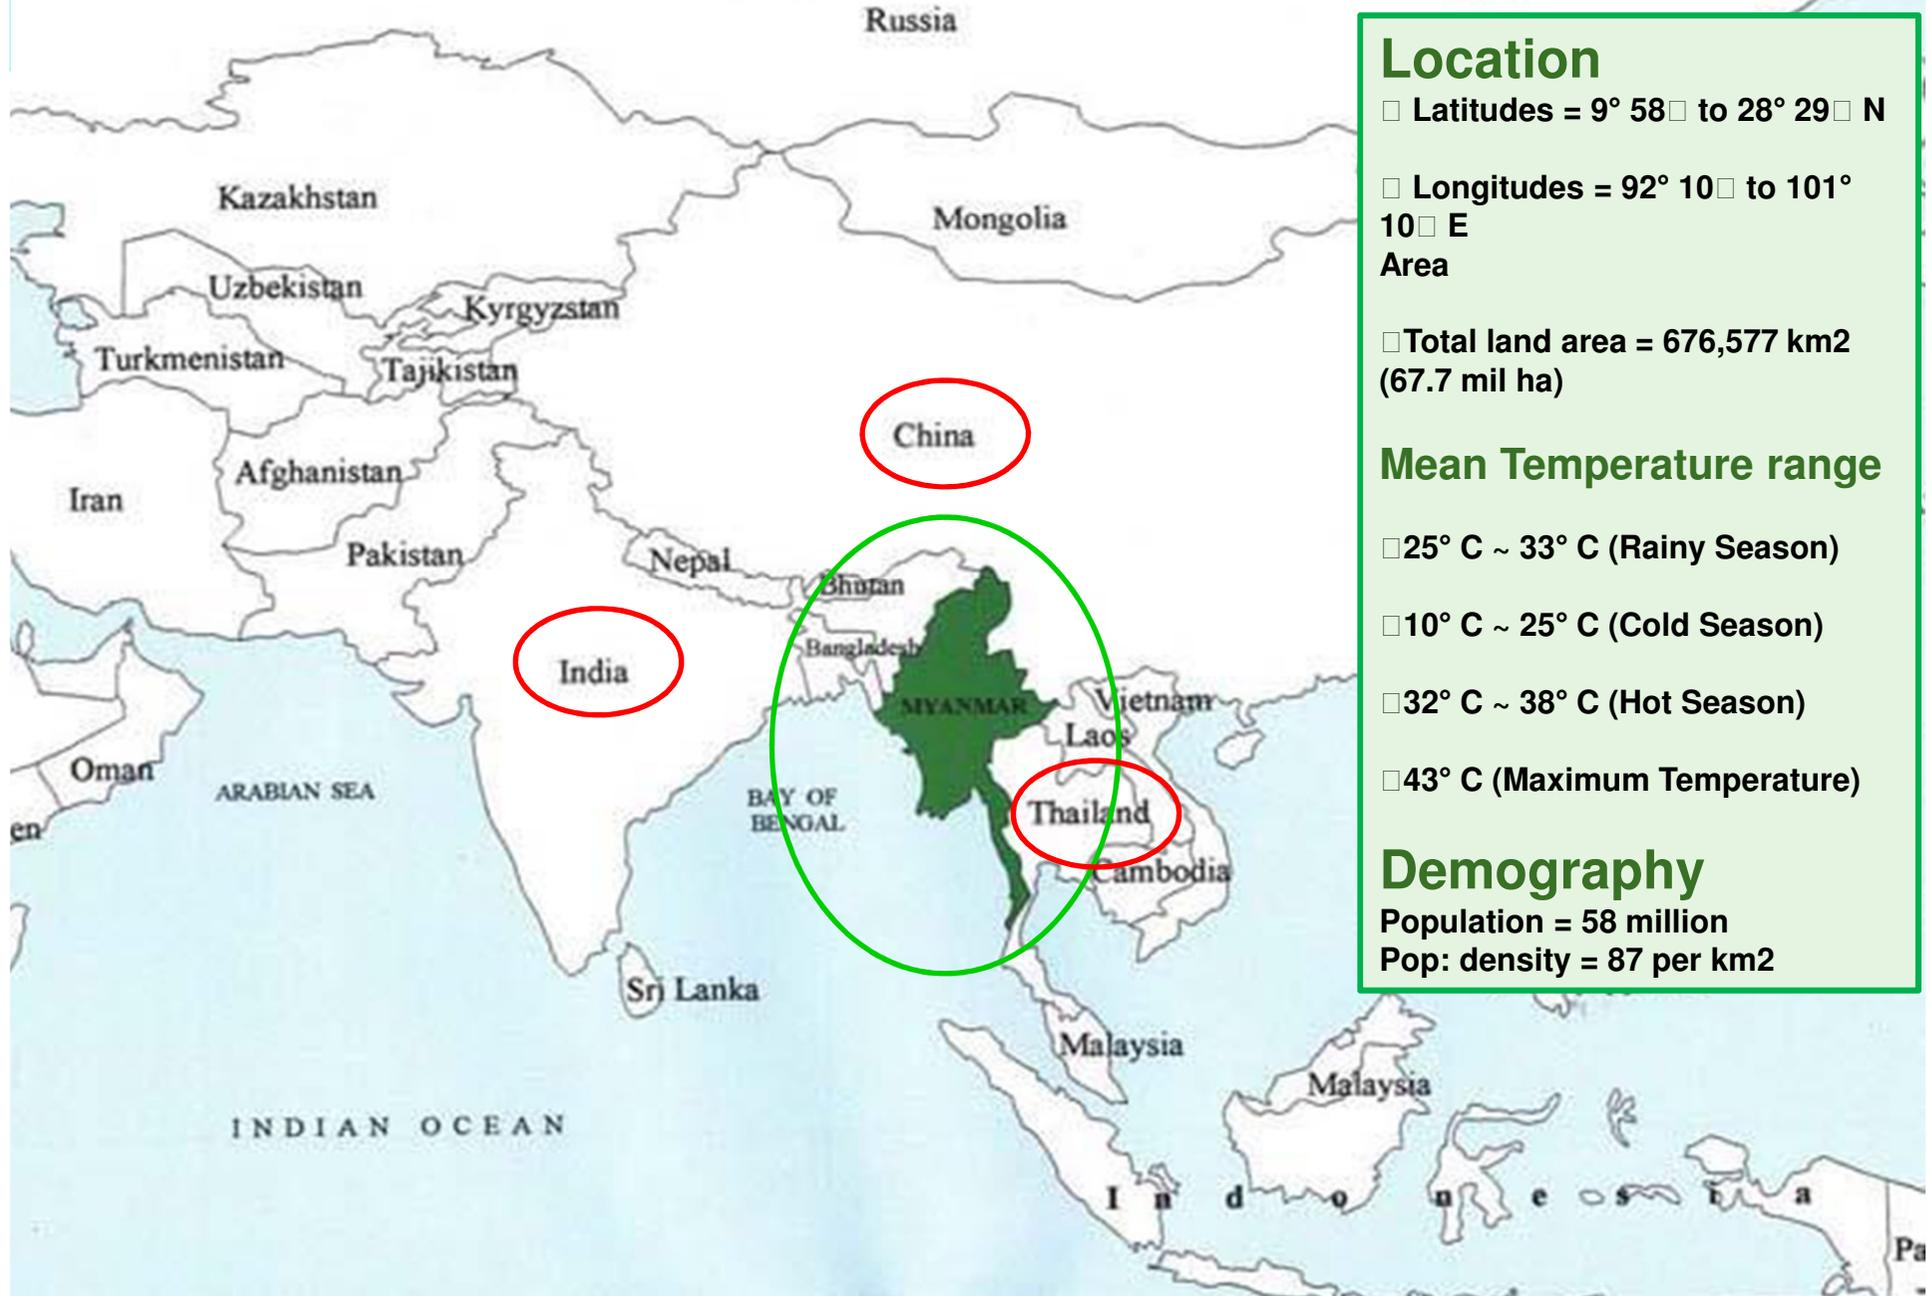 Russia
Kazakhstan
Mongolia
Uzbekistan
Kyrgyzstan
Turkmenistan
Tajikistan
China
Afghanistan
Iran
Pakistan
Nepal
Bhutan
Bangladesh
India
MYANMAR
Vietnam
Laos
Oman
ARABIAN SEA
BAY OF
BENGAL
Thailand
en
Cambodia
Sri Lanka
Malaysia
Malaysia
INDIAN OCEAN
Indonesia
Pa
Location
□ Latitudes = 9° 58□ to 28° 29□ N
□ Longitudes = 92° 10□ to 101°
10□ E
Area
□Total land area = 676,577 km2
(67.7 mil ha)
Mean Temperature range
□25° C ~ 33° C (Rainy Season)
□10° C ~ 25° C (Cold Season)
□32° C ~ 38° C (Hot Season)
□43° C (Maximum Temperature)
Demography
Population = 58 million
Pop: density = 87 per km2